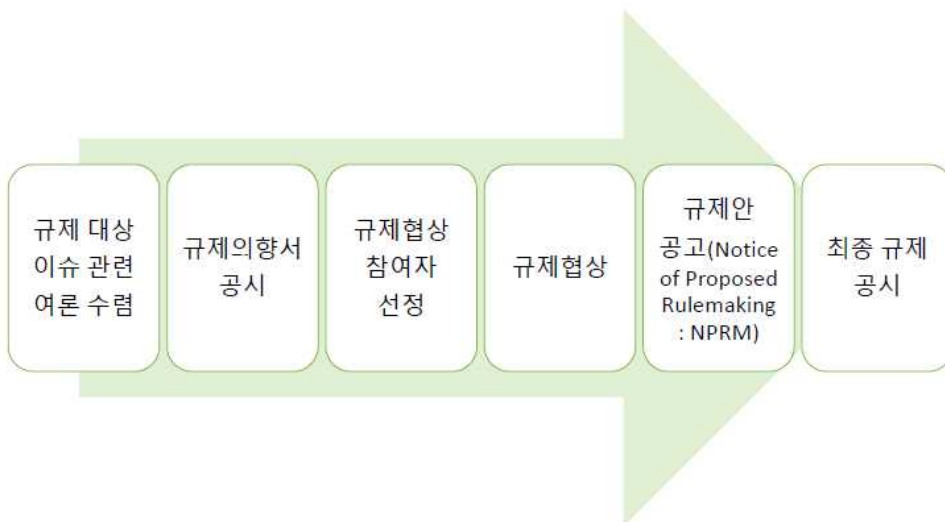 규제 대상
이슈 관련
여론 수렴
규제의향서
공시
규제협상
참여자
선정
규제협상
규제안
공고(Notice
of Proposed
Rulemaking
: NPRM)
최종 규제
공시